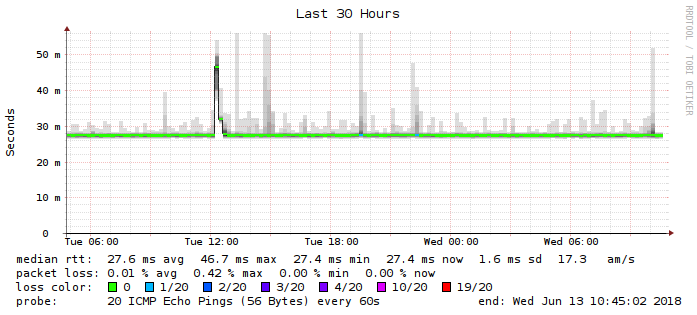 Last 30 Hours
RRDTOOL / TOBI OETIKER
Seconds
50 m
40 m
30 m
20 m
10 m
0
Tue 06:00 Tue 12:00 Tue 18:00 Wed 00:00 Wed 06:00
median rtt: 27.6 ms avg 46.7 ms max 27.4 ms min 27.4 ms now 1.6 ms sd 17.3 am/s
packet loss: 0.01 % avg 0.42 % max 0.00 % min 0.00 % now
loss color: 0 1/20 2/20 3/20 4/20 10/20 19/20
probe: 20 ICMP Echo Pings (56 Bytes) every 60s end: Wed Jun 13 10:45:02 2018